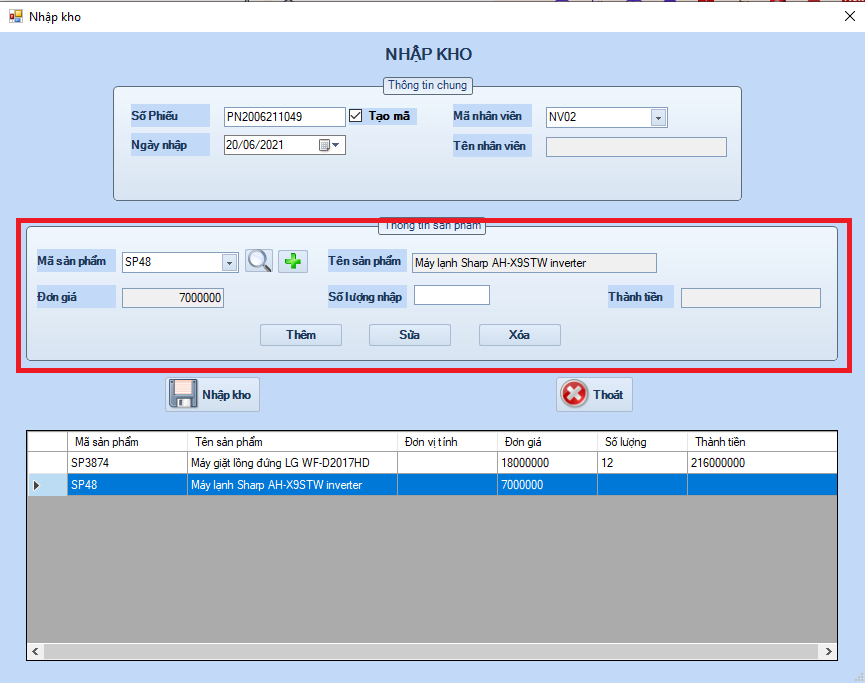 Nhập kho
NHẬP KHO
Thông tin chung
Số Phiếu PN2006211049 Tạo mã Mã nhân viên NV02
Ngày nhập 20/06/2021 Tên nhân viên
Thông tin sản phẩm
Mã sản phẩm SP48 Tên sản phẩm Máy lạnh Sharp AH-X9STW inverter
Đơn giá 7000000 Số lượng nhập Thành tiền
Thêm Sửa Xóa
Nhập kho Thoát
Mã sản phẩm Tên sản phẩm Đơn vị tính Đơn giá Số lượng Thành tiền
SP3874 Máy giặt lồng đứng LG WF-D2017HD 18000000 12 216000000
SP48 Máy lạnh Sharp AH-X9STW inverter 7000000